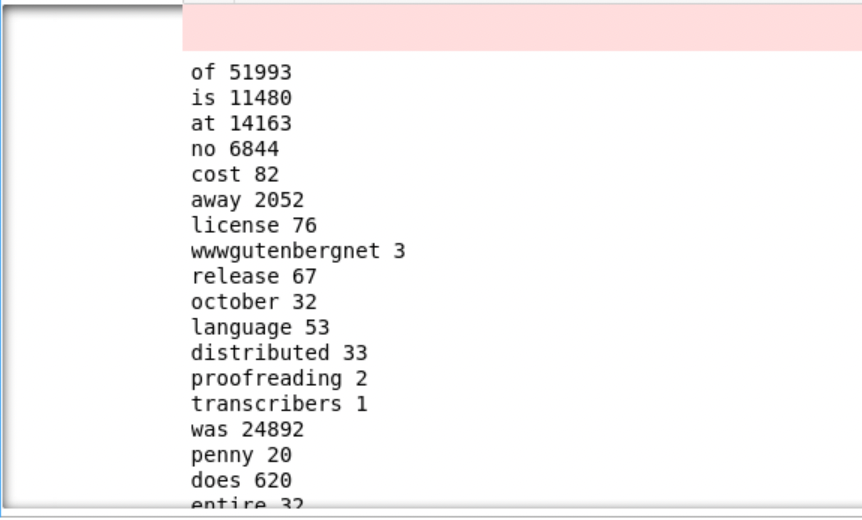 of 51993
is 11480
at 14163
no 6844
cost 82
away 2052
license 76
wwwgutenbergnet 3
release 67
october 32
language 53
distributed 33
proofreading 2
transcribers 1
was 24892
penny 20
does 620
entire 32